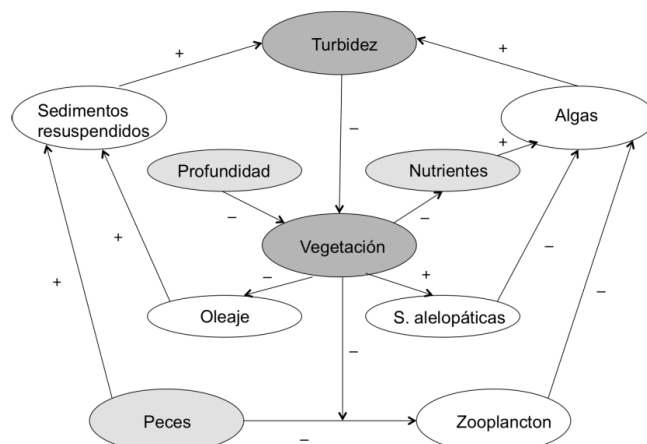 Turbidez
+
+
Sedimentos
resuspendidos
Algas
–
Profundidad
Nutrientes
+
–
–
Vegetación
+
–
+
–
Oleaje
S. alelopáticas
+
–
–
Peces
Zooplancton
–